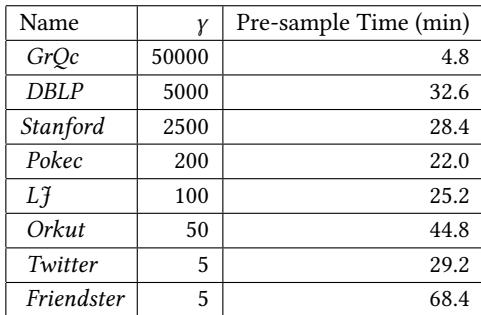 Name γ Pre-sample Time (min)
GrQc 50000 4.8
DBLP 5000 32.6
Stanford 2500 28.4
Pokec 200 22.0
LJ 100 25.2
Orkut 50 44.8
Twitter 5 29.2
Friendster 5 68.4